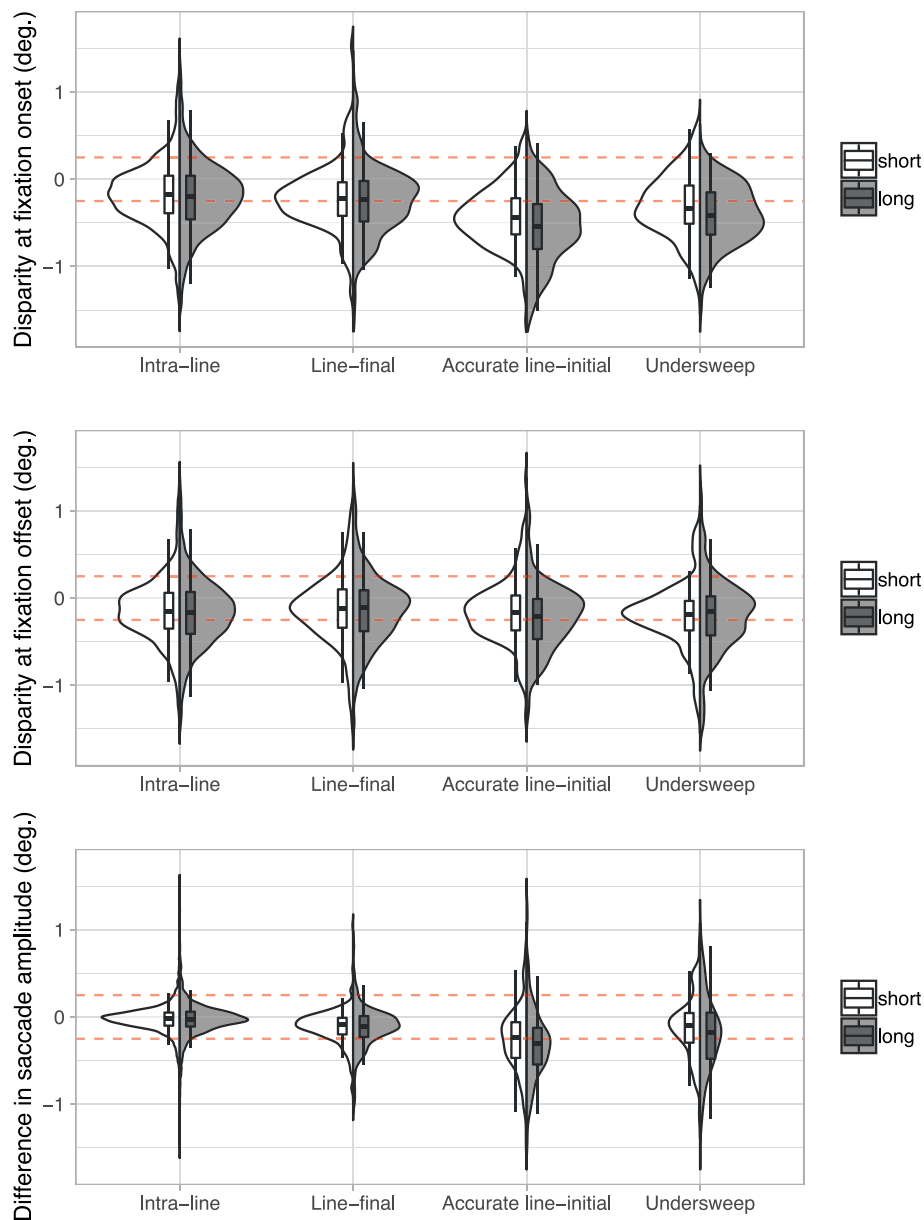 Disparity at fixation onset (deg.)
1
0
−1
Intra−line Line−final Accurate line−initial Undersweep
short
long
Disparity at fixation offset (deg.)
1
0
−1
Intra−line Line−final Accurate line−initial Undersweep
short
long
Difference in saccade amplitude (deg.)
1
0
−1
Intra−line Line−final Accurate line−initial Undersweep
short
long